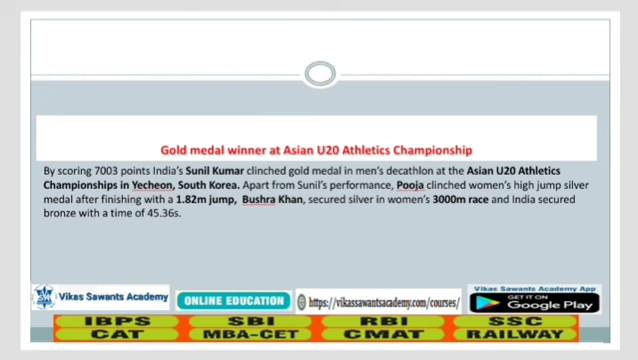 Gold medal winner at Asian U20 Athletics Championship
By scoring 7003 points India's Sunil Kumar clinched gold medal in men's decathlon at the Asian U20 Athletics
Championships in Yecheon, South Korea. Apart from Sunil's performance, Pooja clinched women's high jump silver
medal after finishing with a 1.82m jump, Bushra Khan, secured silver in women's 3000m race and India secured
bronze with a time of 45.36s.
Vikas Sawants Academy App
Vikas Sawants Academy
ONLINE EDUCATION
https://vikassawantsacademy.com/courses/
GET IT ON
Google Play
IBPS SBI RBI SSC
CAT MBA-CET CMAT RAILWAY